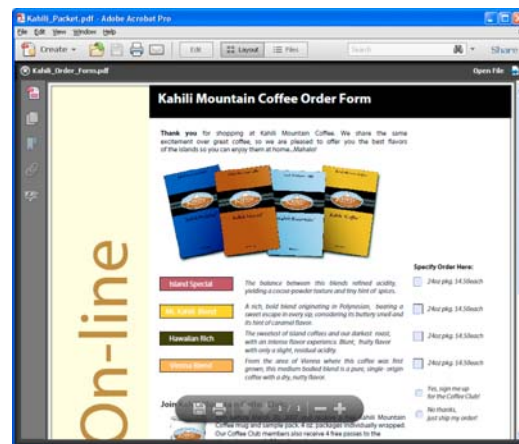 Kahili_Packet.pdf - Adobe Acrobat Pro
File Edit View Window Help
Create Edit Layout Files Search Share
Kahili_Order_Form.pdf Open File
Kahili Mountain Coffee Order Form
Thank you for shopping at Kahili Mountain Coffee. We share the same
excitement over great coffee, so we are pleased to offer you the best flavors
of the islands so you can enjoy them at home...Mahalo!
On-line
Specify Order Here:
Island Special
The balance between this blends refined acidity,
yielding a cocoa-powder texture and tiny hint of spices.
24oz pkg. 14.50each
Mt. Kahili Blend
A rich, bold blend originating in Polynesian, bearing a
sweet escape in every sip, considering its buttery smell and
its hint of caramel flavor.
24oz pkg. 14.50each
Hawaiian Rich
The sweetest of island coffees and our darkest roast,
with an intense flavor experience. Blunt, fruity flavor
with only a slight, residual acidity.
24oz pkg. 14.50each
Vienna Blend
From the area of Vienna where this coffee was first
grown, this medium bodied blend is a pure, single- origin
coffee with a dry, nutty flavor.
24oz pkg. 14.50each
Yes, sign me up
for the Coffee Club!
No thanks,
just ship my order!
Join
1 / 1
Coffee mug and sample pack. 4 oz. packages individually wrapped.
Our Coffee Club members also receive 4 free passes to the